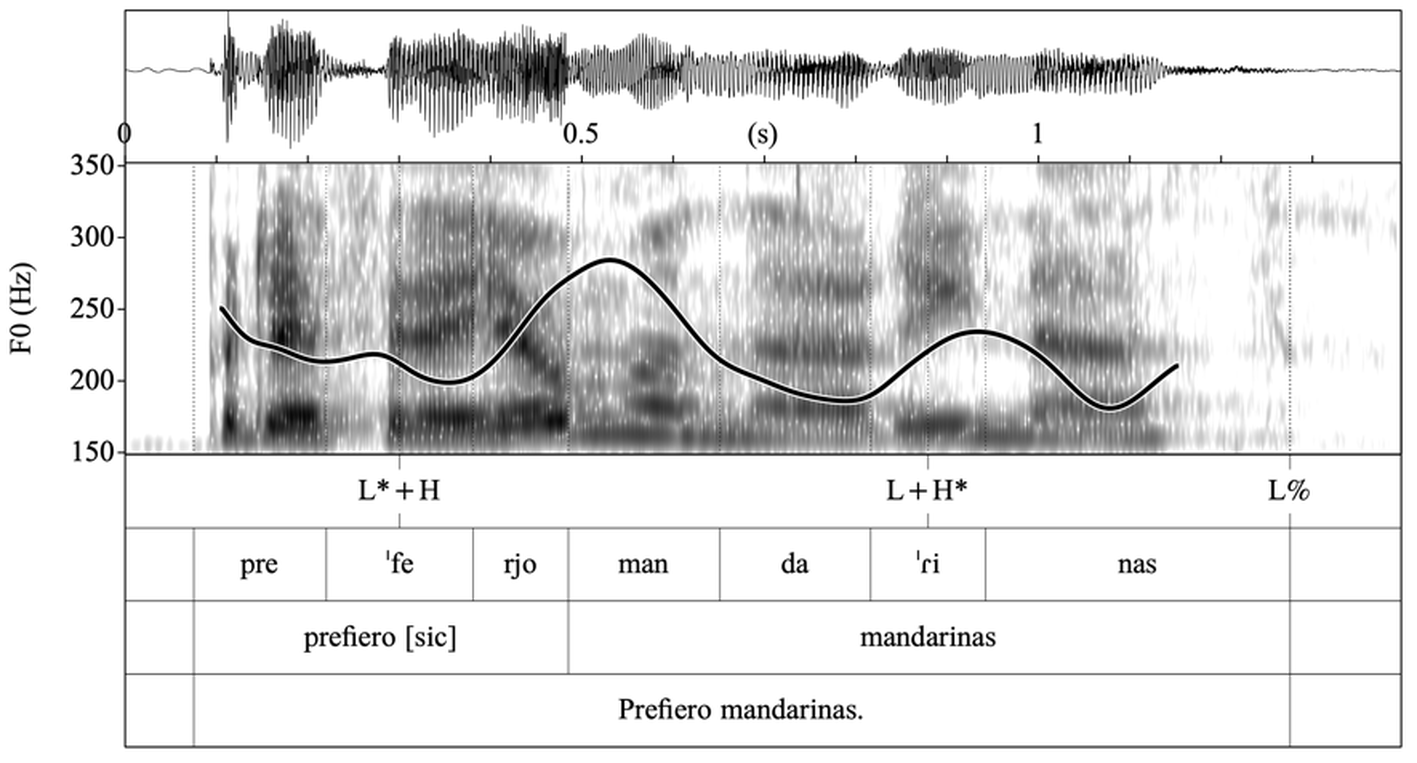 0 0.5 (s) 1
350
300
250
200
150
F0 (Hz)
L*+H L+H* L%
pre ˈfe rjo man da ˈɾi nas
prefiero [sic] mandarinas
Prefiero mandarinas.